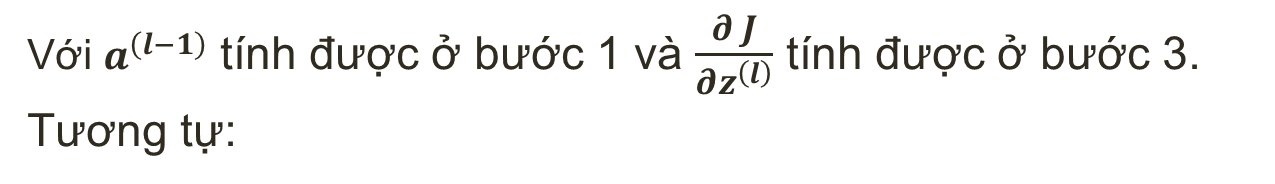 Với a^(l−1) tính được ở bước 1 và ∂J/∂z^(l) tính được ở bước 3.
Tương tự: